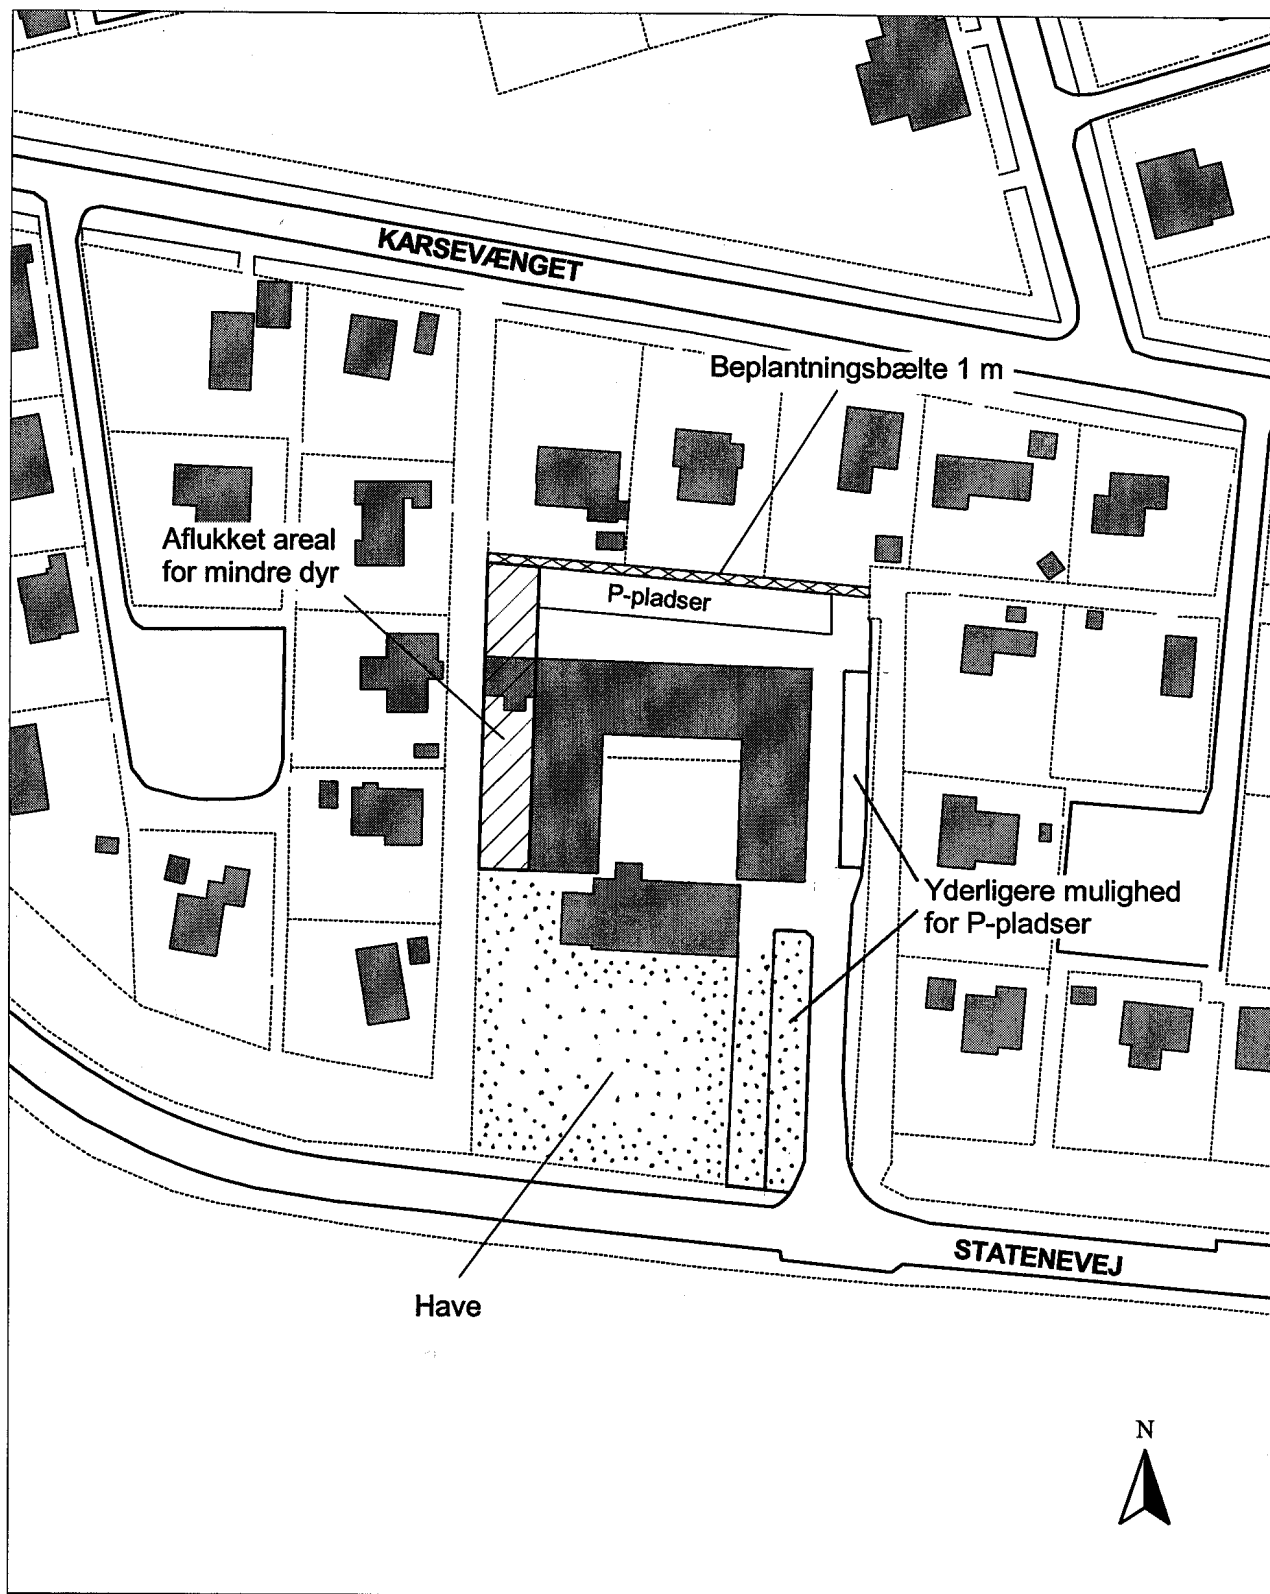 KARSEVÆNGET
Beplantningsbælte 1 m
Aflukket areal
for mindre dyr
P-pladser
Yderligere mulighed
for P-pladser
STATENEVEJ
Have
N